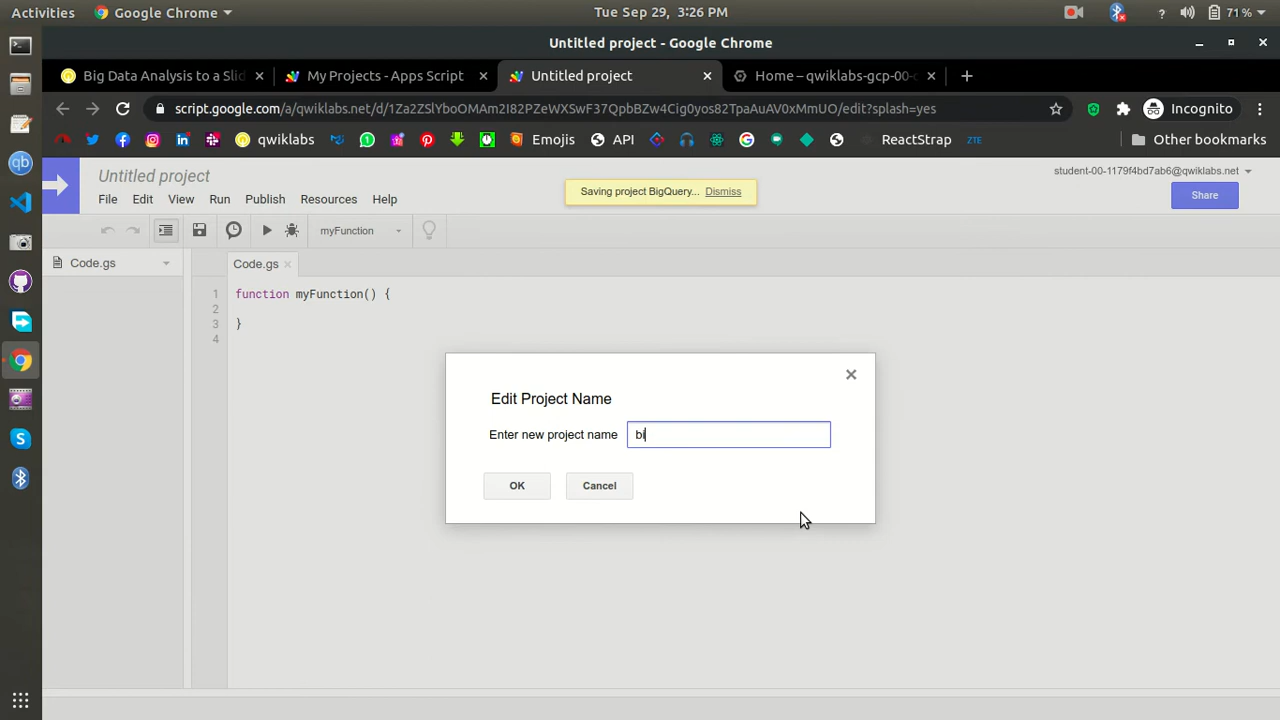 Activities Google Chrome Tue Sep 29, 3:26 PM ? 71 %
Untitled project - Google Chrome
Big Data Analysis to a Slid My Projects - Apps Script Untitled project Home – qwiklabs-gcp-00-
script.google.com/a/qwiklabs.net/d/1Za2ZSlYboOMAm2I82PZeWXSwF37QpbBZw4Cig0yos82TpaAuAV0xMmUO/edit?splash=yes Incognito
qwiklabs Emojis API ReactStrap ZTE Other bookmarks
Untitled project
Saving project BigQuery... Dismiss
student-00-1179f4bd7ab6@qwiklabs.net
File Edit View Run Publish Resources Help
Share
myFunction
Code.gs
Code.gs
1 function myFunction() {
2
3 }
4
Edit Project Name
Enter new project name bi
OK Cancel
qb